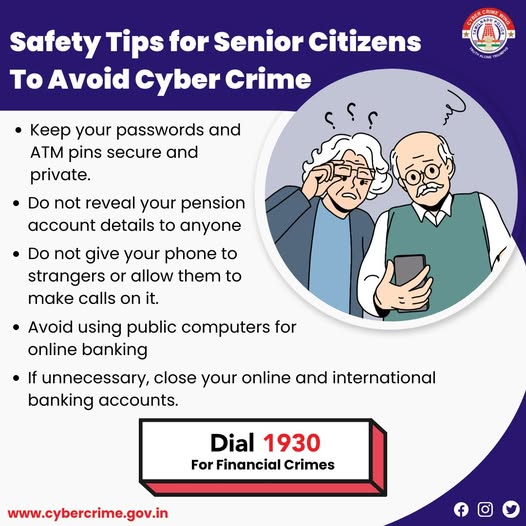 Safety Tips for Senior Citizens
To Avoid Cyber Crime
CYBER CRIME WING
• Keep your passwords and
ATM pins secure and
private.
• Do not reveal your pension
account details to anyone
• Do not give your phone to
strangers or allow them to
make calls on it.
• Avoid using public computers for
online banking
• If unnecessary, close your online and international
banking accounts.
Dial 1930
For Financial Crimes
www.cybercrime.gov.in